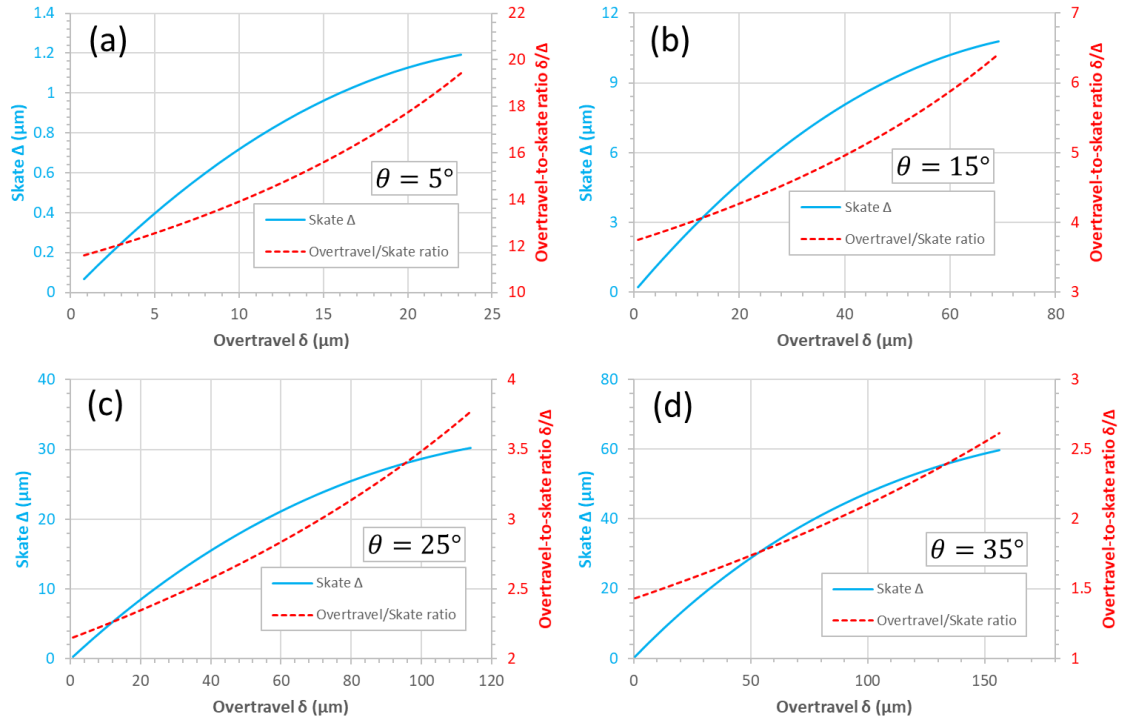 (a)
1.4
1.2
1
0.8
0.6
0.4
0.2
0
Skate Δ (µm)
22
20
18
16
14
12
10
Overtravel-to-skate ratio δ/Δ
θ = 5°
Skate Δ
Overtravel/Skate ratio
0 5 10 15 20 25
Overtravel δ (µm)
(b)
12
9
6
3
0
Skate Δ (µm)
7
6
5
4
3
Overtravel-to-skate ratio δ/Δ
θ = 15°
Skate Δ
Overtravel/Skate ratio
0 20 40 60 80
Overtravel δ (µm)
(c)
40
30
20
10
0
Skate Δ (µm)
4
3.5
3
2.5
2
Overtravel-to-skate ratio δ/Δ
θ = 25°
Skate Δ
Overtravel/Skate ratio
0 20 40 60 80 100 120
Overtravel δ (µm)
(d)
80
60
40
20
0
Skate Δ (µm)
3
2.5
2
1.5
1
Overtravel-to-skate ratio δ/Δ
θ = 35°
Skate Δ
Overtravel/Skate ratio
0 50 100 150
Overtravel δ (µm)